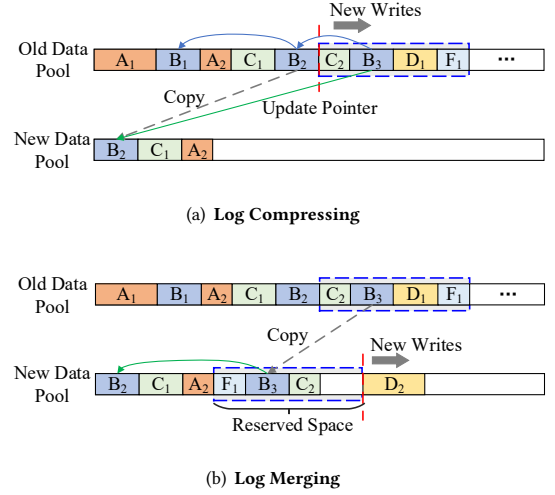 New Writes
Old Data
Pool
A1 B1 A2 C1 B2 C2 B3 D1 F1 ...
Copy
Update Pointer
New Data
Pool
B2 C1 A2
(a) Log Compressing
Old Data
Pool
A1 B1 A2 C1 B2 C2 B3 D1 F1 ...
Copy
New Writes
New Data
Pool
B2 C1 A2 F1 B3 C2 D2
Reserved Space
(b) Log Merging